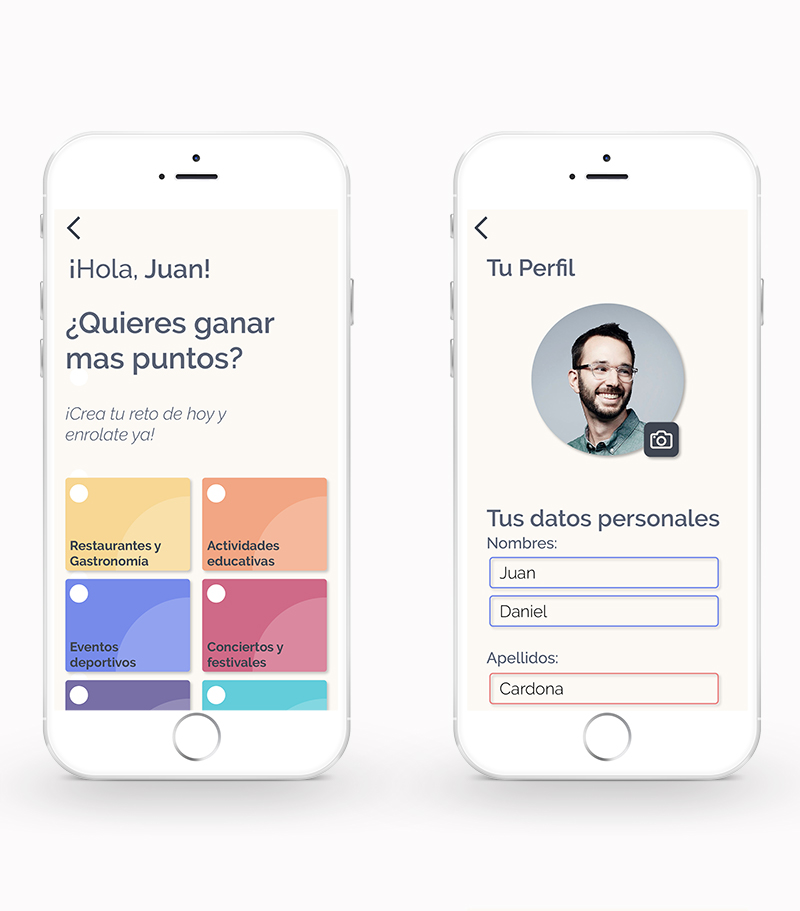 ¡Hola, Juan!
¿Quieres ganar
mas puntos?
¡Crea tu reto de hoy y
enrolate ya!
Restaurantes y
Gastronomía
Actividades
educativas
Eventos
deportivos
Conciertos y
festivales
Tu Perfil
Tus datos personales
Nombres:
Juan
Daniel
Apellidos:
Cardona